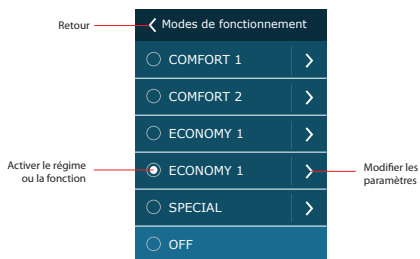 Retour
Modes de fonctionnement
COMFORT 1
COMFORT 2
ECONOMY 1
Activer le régime
ou la fonction
ECONOMY 1
Modifier les
paramètres
SPECIAL
OFF